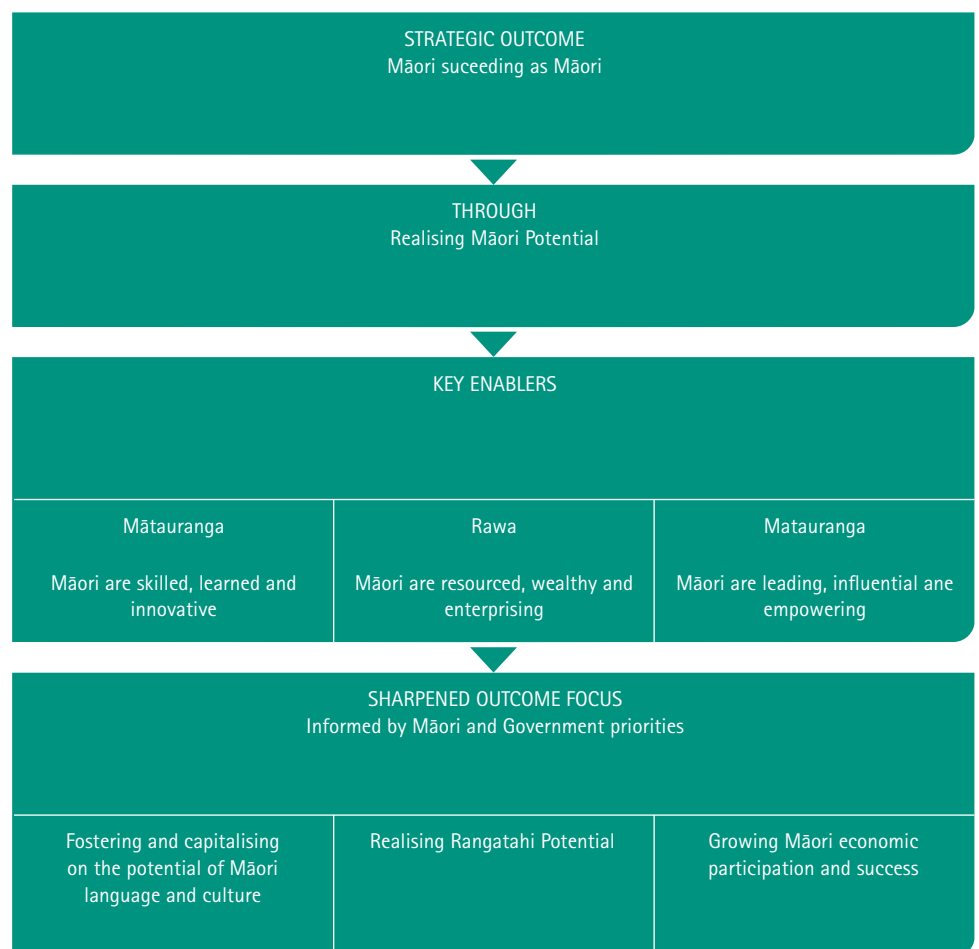 STRATEGIC OUTCOME
Māori suceeding as Māori
THROUGH
Realising Māori Potential
KEY ENABLERS
Mātauranga
Māori are skilled, learned and
innovative
Rawa
Māori are resourced, wealthy and
enterprising
Matauranga
Māori are leading, influential ane
empowering
SHARPENED OUTCOME FOCUS
Informed by Māori and Government priorities
Fostering and capitalising
on the potential of Māori
language and culture
Realising Rangatahi Potential
Growing Māori economic
participation and success